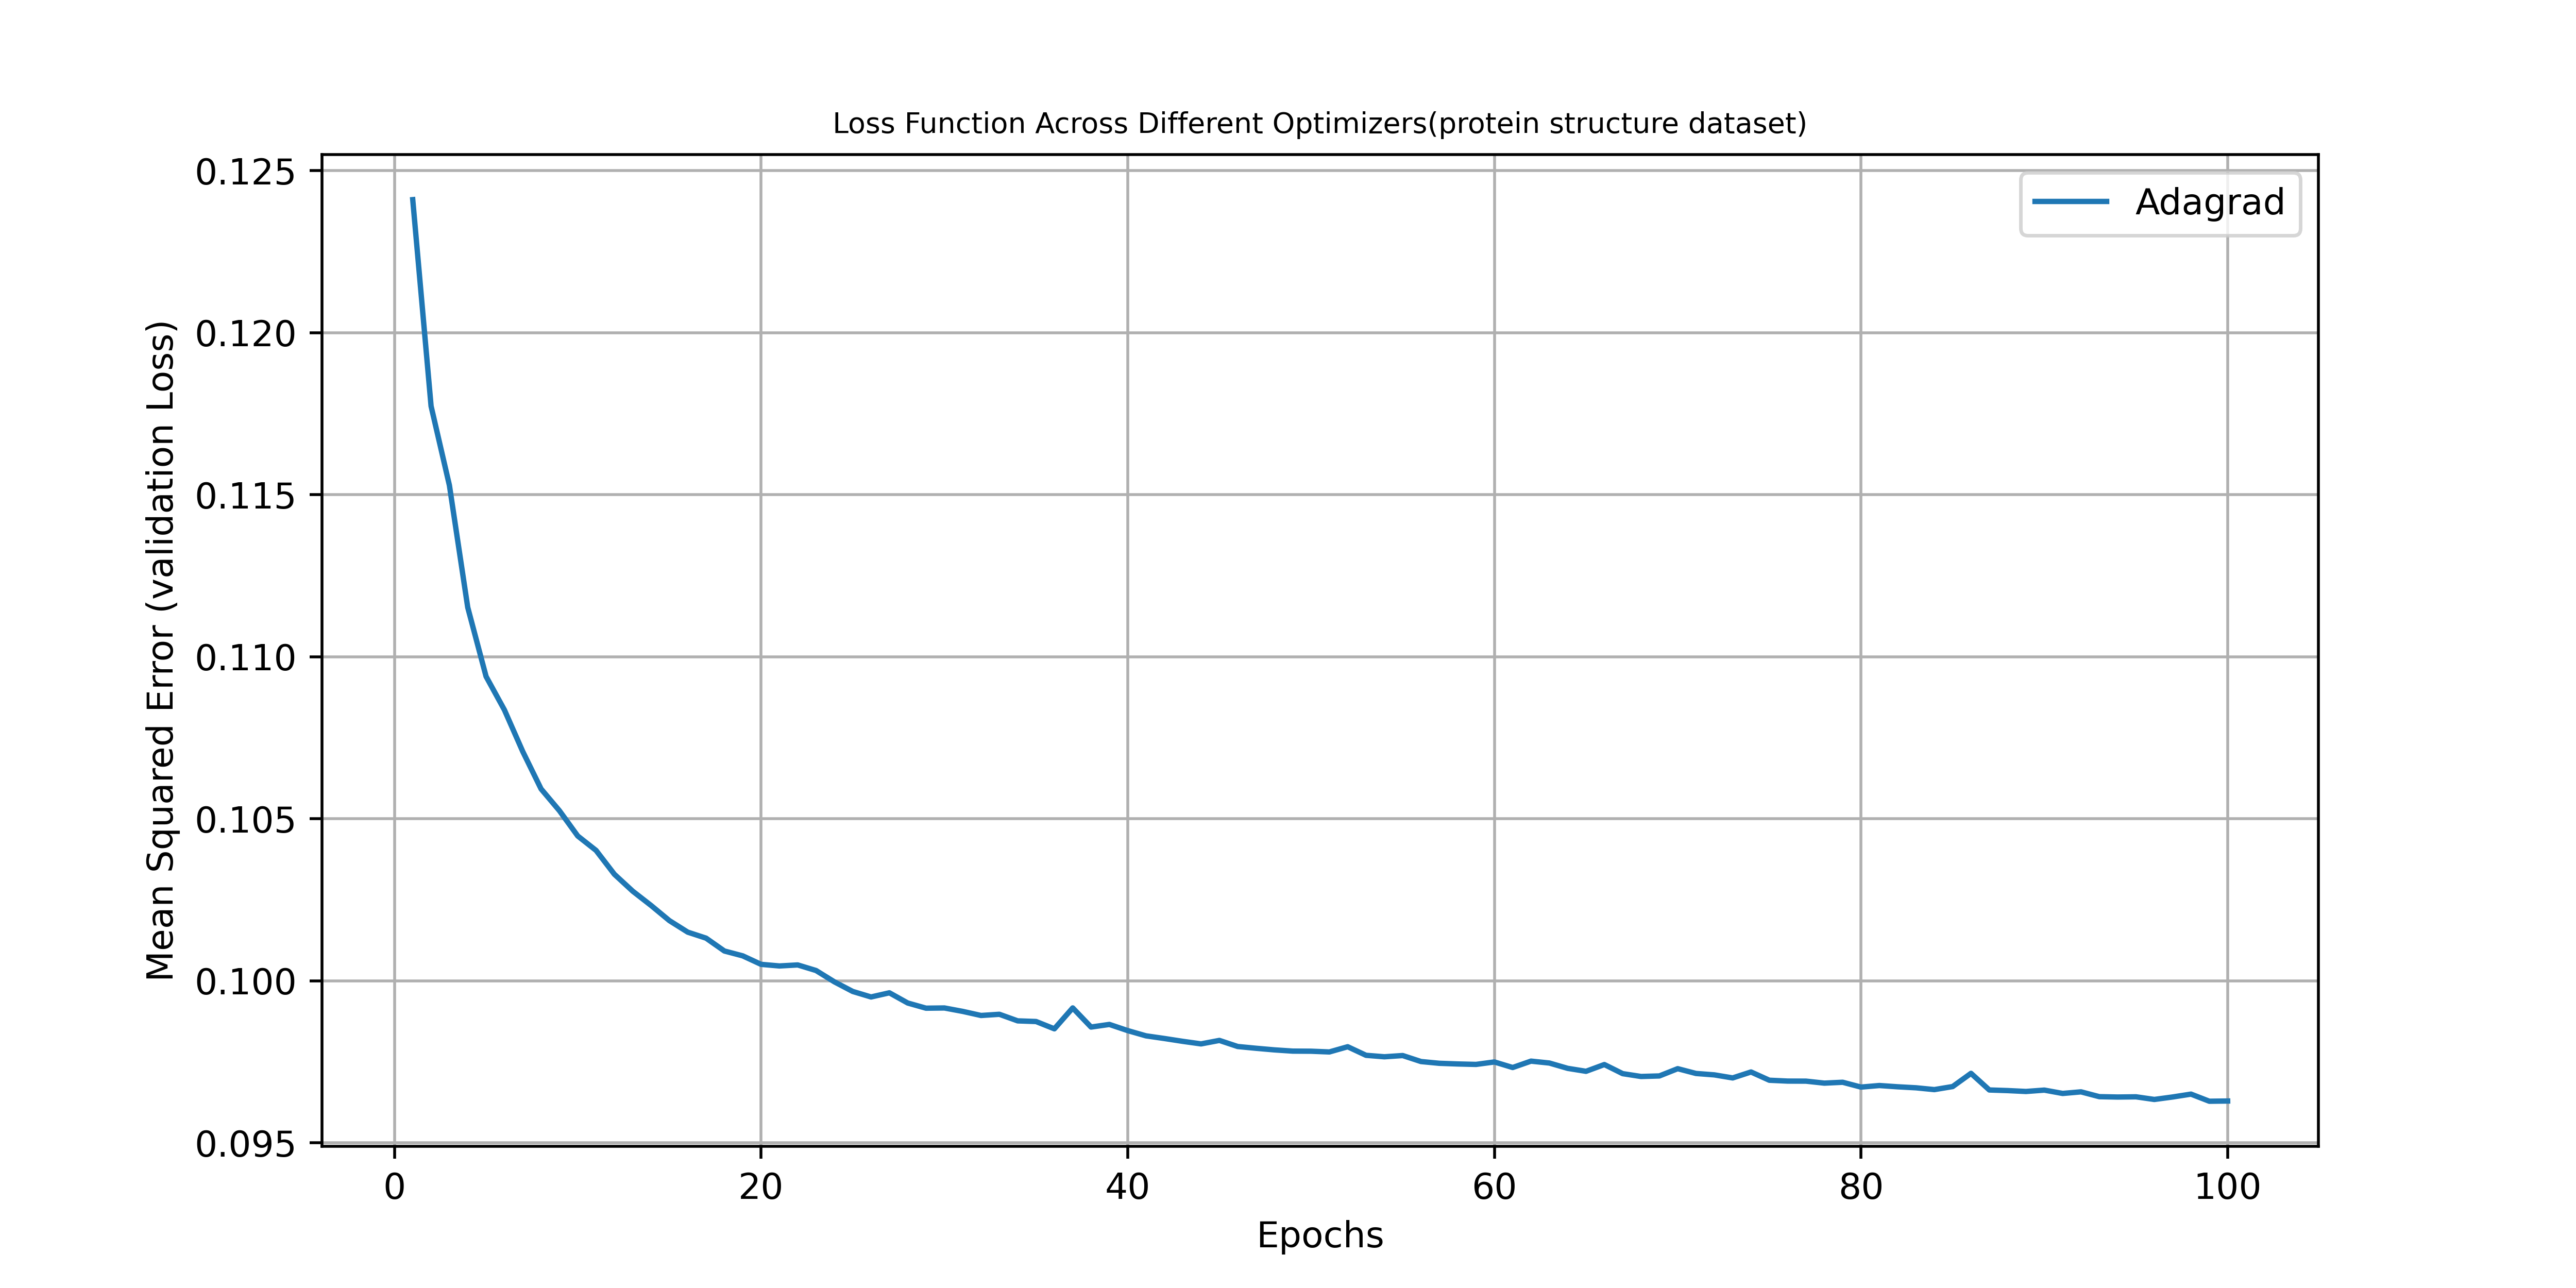 Loss Function Across Different Optimizers(protein structure dataset)
Adagrad
Mean Squared Error (validation Loss)
0.125
0.120
0.115
0.110
0.105
0.100
0.095
0 20 40 60 80 100
Epochs